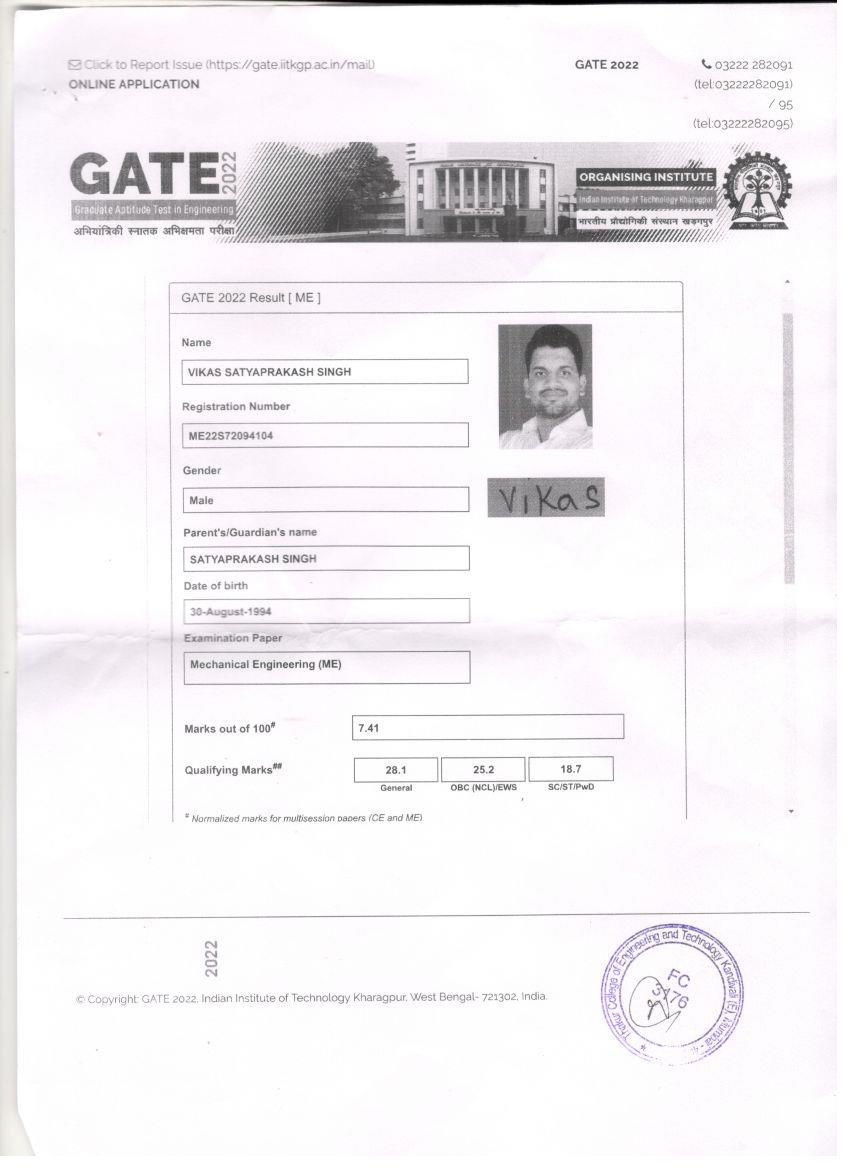 Click to Report Issue (https://gate.iitkgp.ac.in/mail)
ONLINE APPLICATION
GATE 2022
03222 282091
(tel:03222282091)
/ 95
(tel:03222282095)
GATE 2022
Graduate Aptitude Test in Engineering
अभियांत्रिकी स्नातक अभिक्षमता परीक्षा
ORGANISING INSTITUTE
Indian Institute of Technology Kharagpur
भारतीय प्रौद्योगिकी संस्थान खड़गपुर
GATE 2022 Result [ ME ]
Name
VIKAS SATYAPRAKASH SINGH
Registration Number
ME22S72094104
Gender
Male
Vikas
Parent's/Guardian's name
SATYAPRAKASH SINGH
Date of birth
30-August-1994
Examination Paper
Mechanical Engineering (ME)
Marks out of 100#
7.41
Qualifying Marks##
28.1 25.2 18.7
General OBC (NCL)/EWS SC/ST/PwD
# Normalized marks for multisession papers (CE and ME)
2022
© Copyright: GATE 2022, Indian Institute of Technology Kharagpur, West Bengal- 721302, India.
Thakur College of Engineering and Technology Kandivali (E), Mumbai
FC
3176